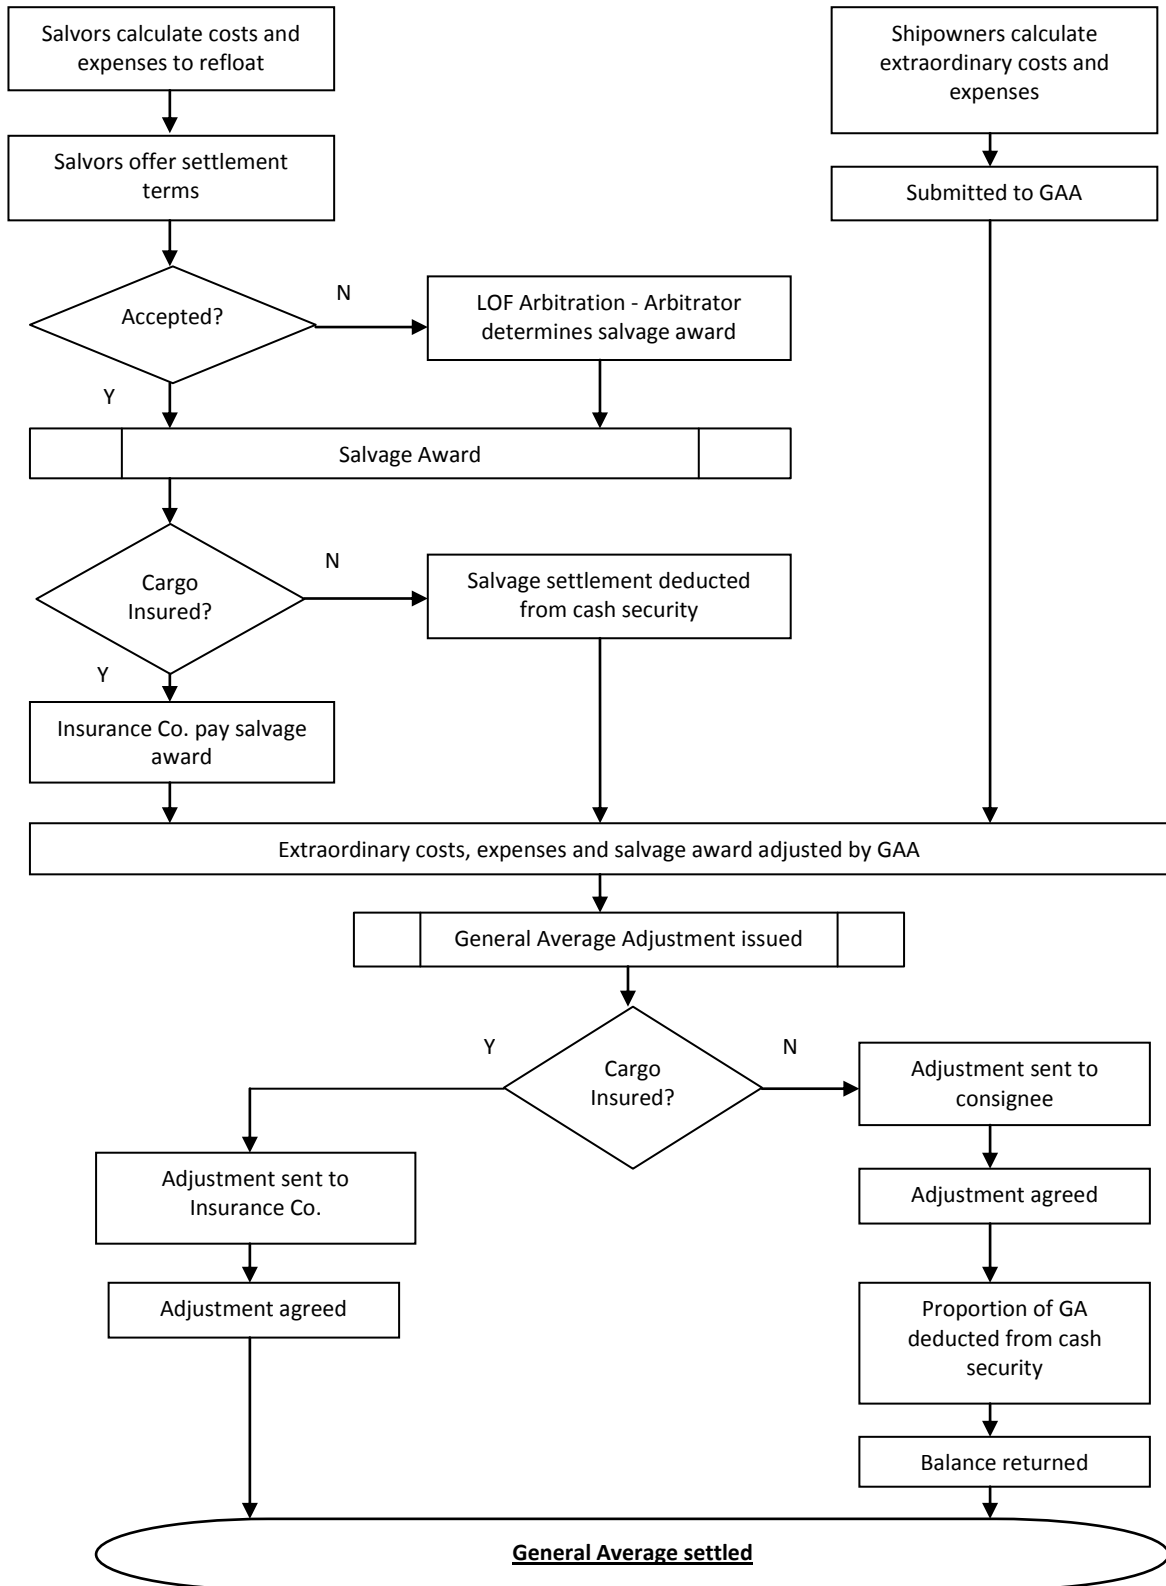 Salvors calculate costs and
expenses to refloat
Shipowners calculate
extraordinary costs and
expenses
Salvors offer settlement
terms
Submitted to GAA
Accepted?
N
LOF Arbitration - Arbitrator
determines salvage award
Y
Salvage Award
Cargo
Insured?
N
Salvage settlement deducted
from cash security
Y
Insurance Co. pay salvage
award
Extraordinary costs, expenses and salvage award adjusted by GAA
General Average Adjustment issued
Cargo
Insured?
Y
N
Adjustment sent to
consignee
Adjustment sent to
Insurance Co.
Adjustment agreed
Adjustment agreed
Proportion of GA
deducted from cash
security
Balance returned
General Average settled